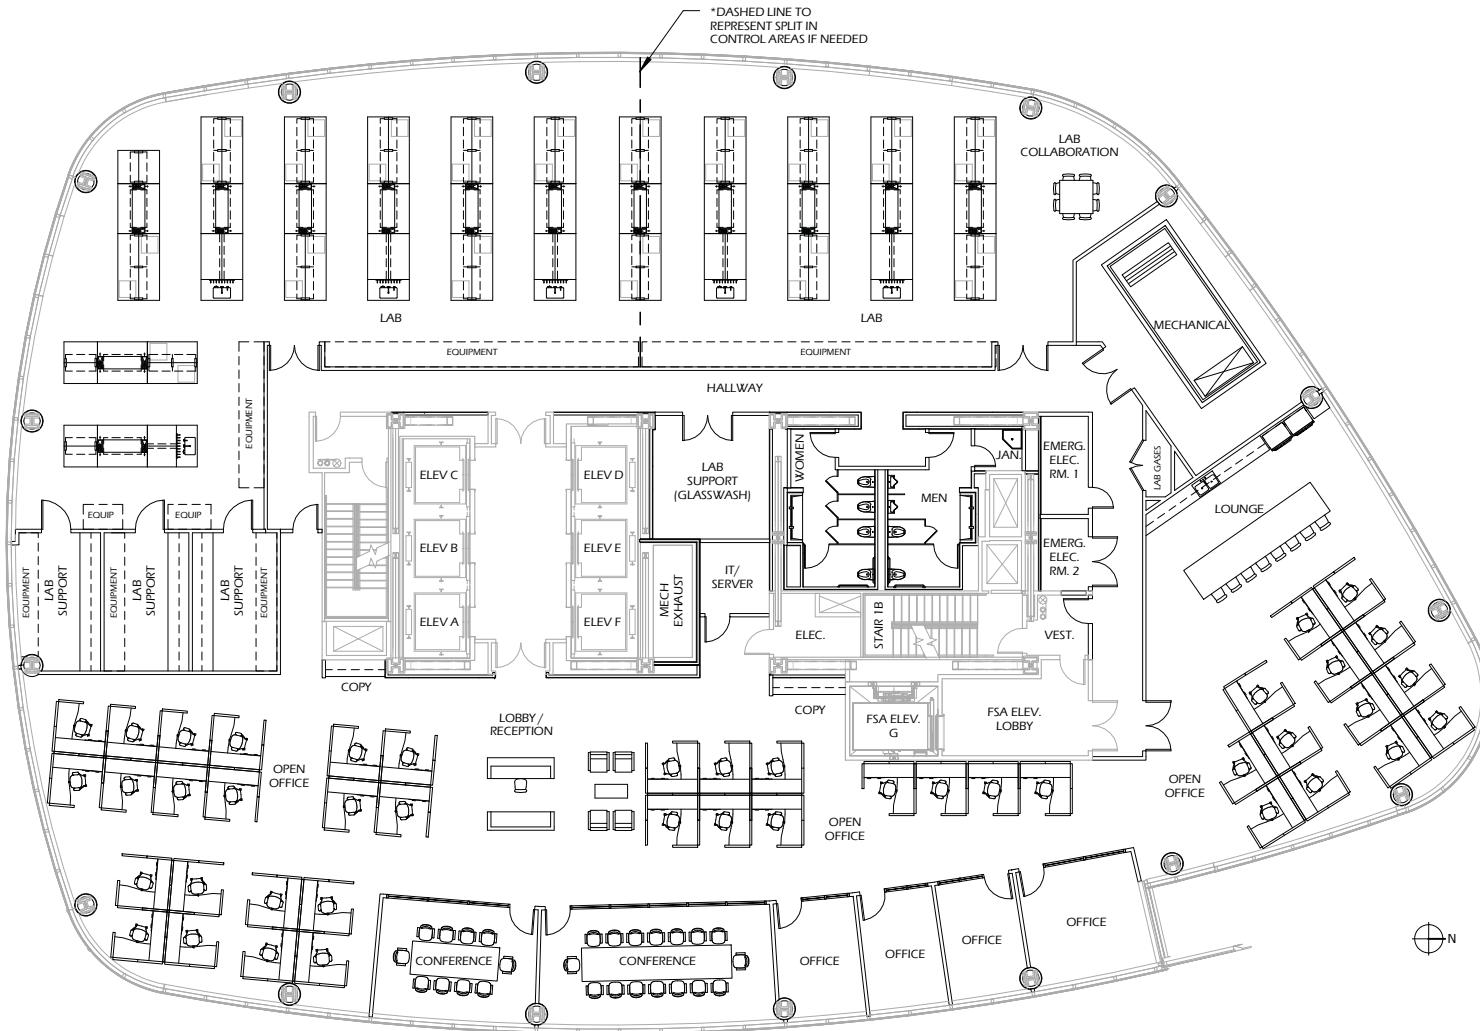 *DASHED LINE TO
REPRESENT SPLIT IN
CONTROL AREAS IF NEEDED
LAB
COLLABORATION
LAB
LAB
MECHANICAL
EQUIPMENT
EQUIPMENT
HALLWAY
EQUIPMENT
ELEV C
ELEV D
LAB
SUPPORT
(GLASSWASH)
WOMEN
MEN
JAN.
EMERG.
ELEC.
RM. 1
LAB GASES
LOUNGE
EQUIP
EQUIP
ELEV B
ELEV E
EMERG.
ELEC.
RM. 2
EQUIPMENT
LAB
SUPPORT
EQUIPMENT
LAB
SUPPORT
LAB
SUPPORT
EQUIPMENT
IT/
SERVER
MECH
EXHAUST
ELEV A
ELEV F
ELEC.
STAIR 1B
VEST.
COPY
COPY
LOBBY /
RECEPTION
FSA ELEV.
G
FSA ELEV.
LOBBY
OPEN
OFFICE
OPEN
OFFICE
OPEN
OFFICE
OFFICE
OFFICE
OFFICE
OFFICE
CONFERENCE
CONFERENCE
N